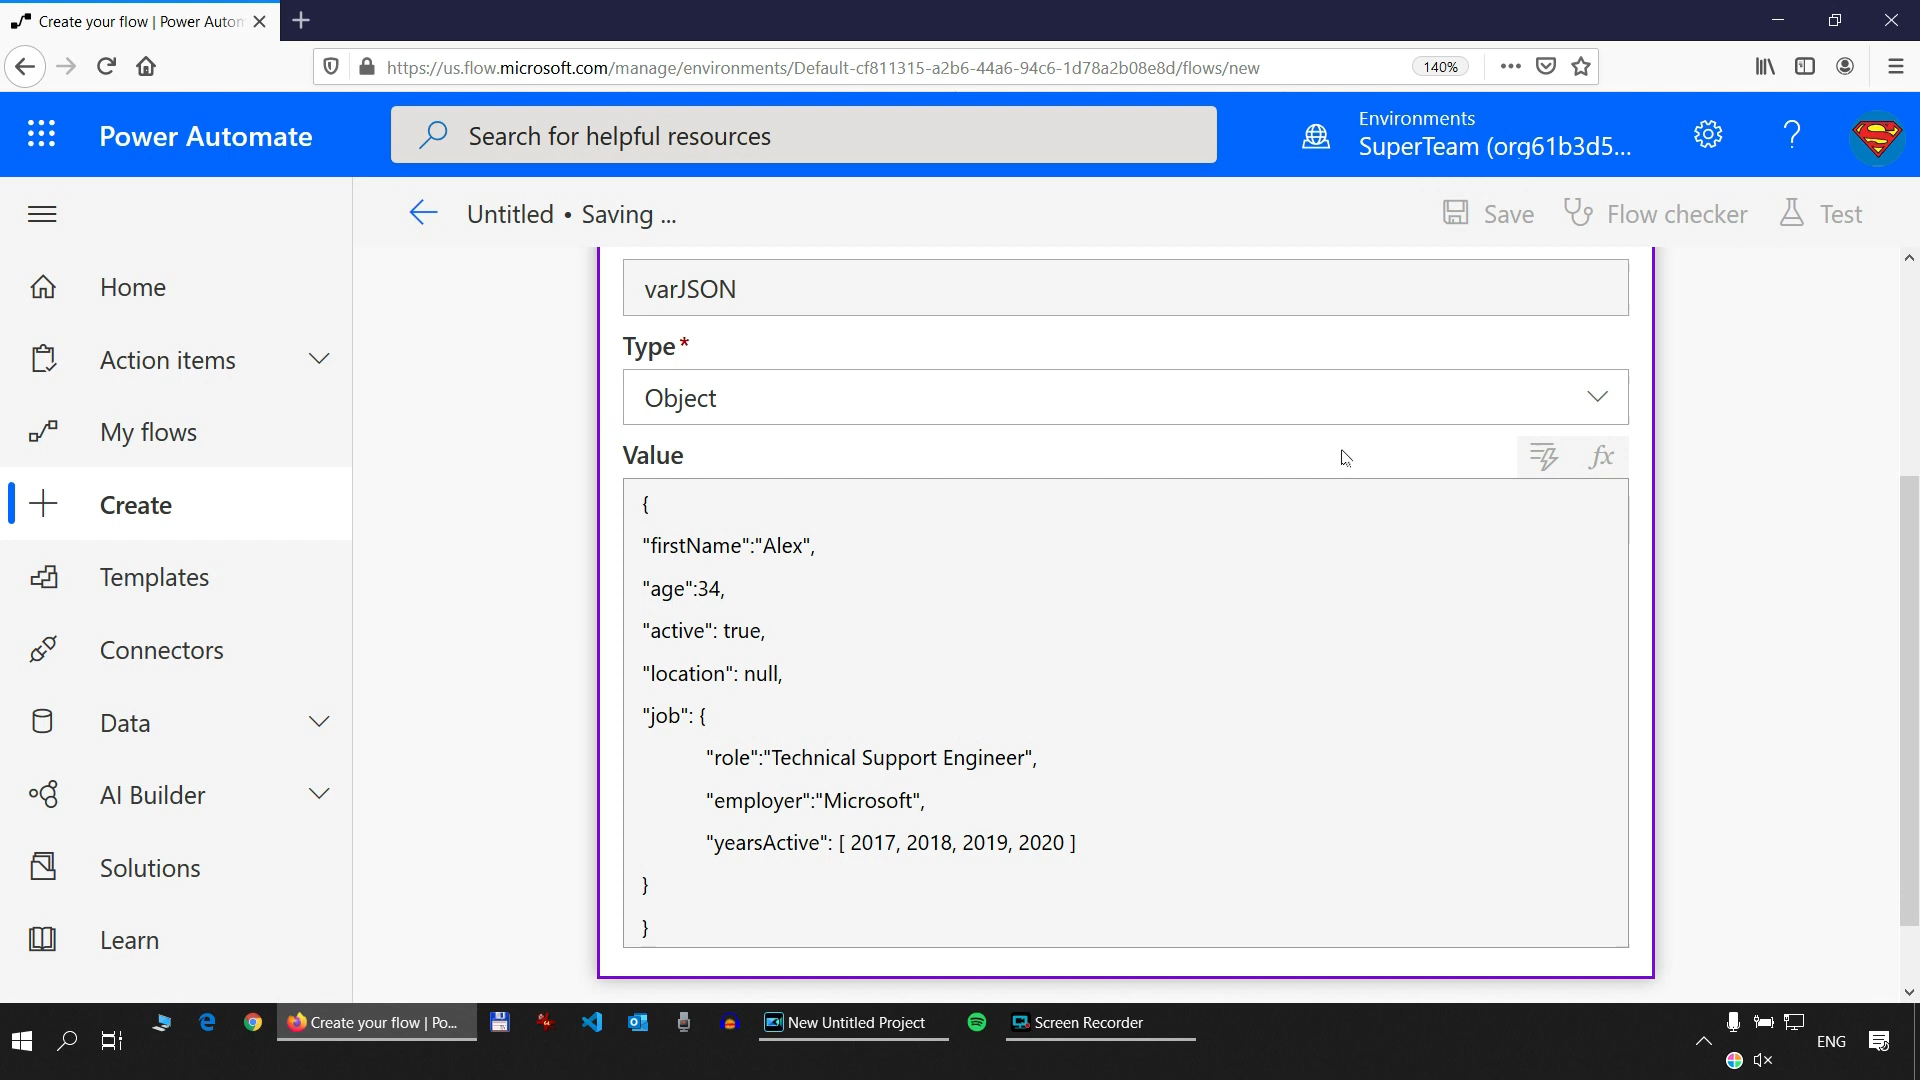 Create your flow | Power Auton
https://us.flow.microsoft.com/manage/environments/Default-cf811315-a2b6-44a6-94c6-1d78a2b08e8d/flows/new
140%
Power Automate
Search for helpful resources
Environments
SuperTeam (org61b3d5...
Untitled • Saving ...
Save
Flow checker
Test
Home
Action items
My flows
Create
Templates
Connectors
Data
AI Builder
Solutions
Learn
varJSON
Type*
Object
Value
fx
{
"firstName":"Alex",
"age":34,
"active": true,
"location": null,
"job": {
"role":"Technical Support Engineer",
"employer":"Microsoft",
"yearsActive": [ 2017, 2018, 2019, 2020 ]
}
}
Create your flow | Po...
New Untitled Project
Screen Recorder
ENG